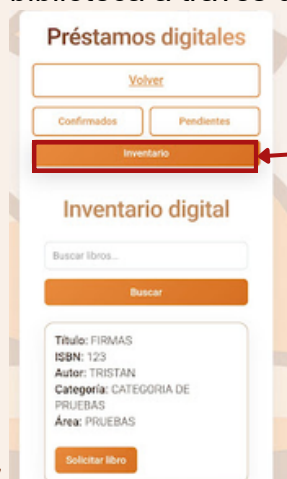 Préstamos digitales
Volver
Confirmados Pendientes
Inventario
Inventario digital
Buscar libros...
Buscar
Título: FIRMAS
ISBN: 123
Autor: TRISTAN
Categoría: CATEGORIA DE
PRUEBAS
Área: PRUEBAS
Solicitar libro